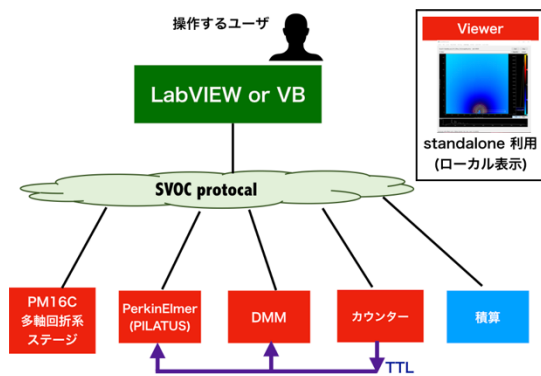 操作するユーザ
LabVIEW or VB
Viewer
standalone 利用
(ローカル表示)
SVOC protocal
PM16C
多軸回折系
ステージ
PerkinElmer
(PILATUS)
DMM
カウンター
積算
TTL